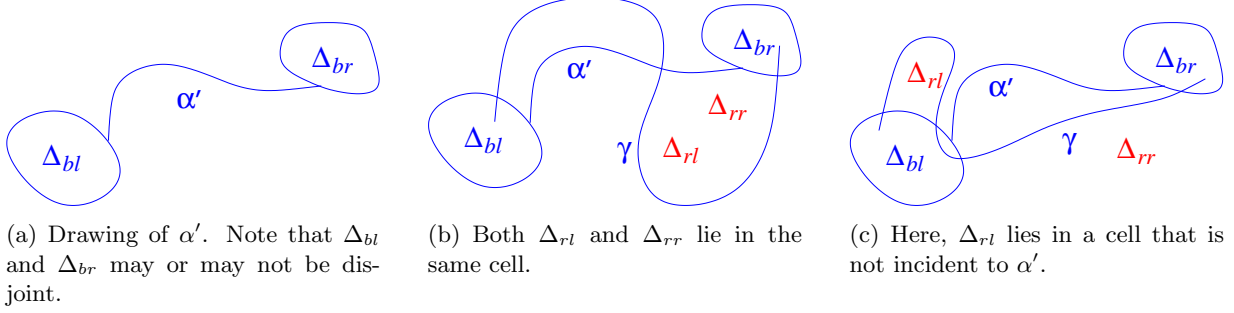 Δbl
α′
Δbr
(a) Drawing of α′. Note that Δbl
and Δbr may or may not be dis-
joint.
Δbl
α′
Δbr
γ
Δrl
Δrr
(b) Both Δrl and Δrr lie in the
same cell.
Δrl
Δbl
α′
Δbr
γ
Δrr
(c) Here, Δrl lies in a cell that is
not incident to α′.